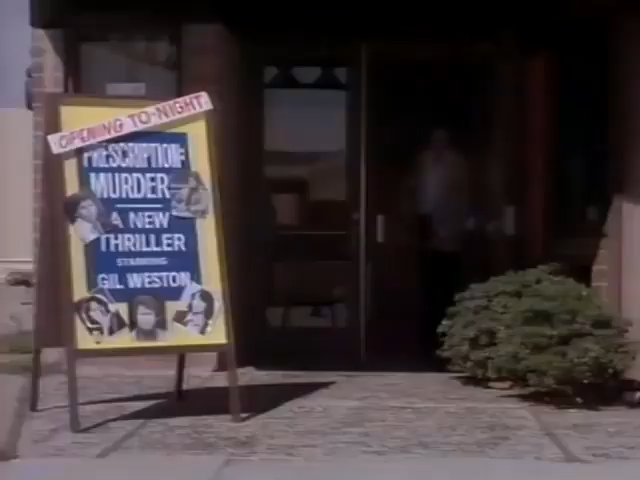 OPENING TO-NIGHT
PRESCRIPTION:
MURDER
A NEW
THRILLER
STARRING
GIL WESTON